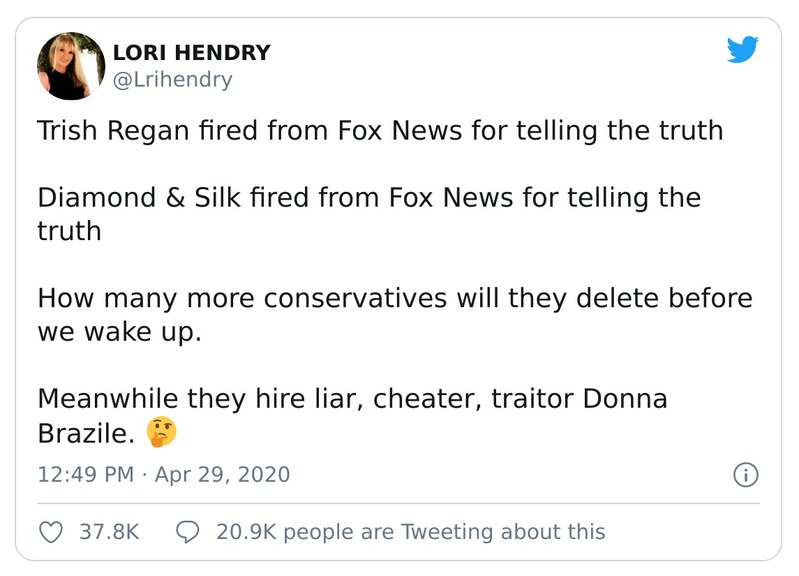 LORI HENDRY
@Lrihendry
Trish Regan fired from Fox News for telling the truth
Diamond & Silk fired from Fox News for telling the
truth
How many more conservatives will they delete before
we wake up.
Meanwhile they hire liar, cheater, traitor Donna
Brazile. 🤔
12:49 PM · Apr 29, 2020
37.8K 20.9K people are Tweeting about this